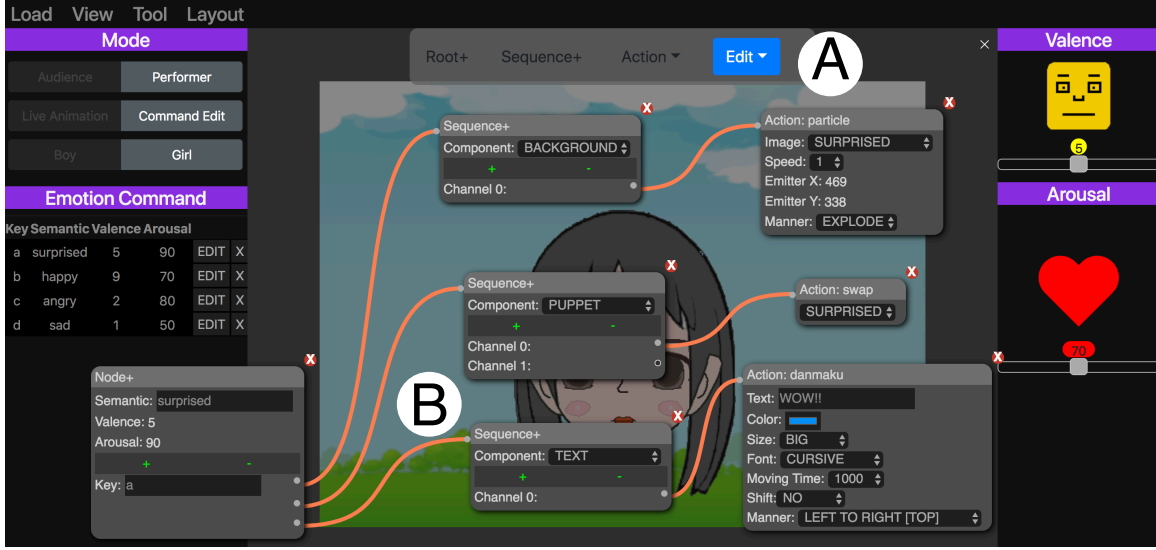 Load View Tool Layout
Mode
Audience Performer
Live Animation Command Edit
Boy Girl
Emotion Command
Key Semantic Valence Arousal
a surprised 5 90 EDIT X
b happy 9 70 EDIT X
c angry 2 80 EDIT X
d sad 1 50 EDIT X
Root+ Sequence+ Action Edit
A
×
Valence
5
Arousal
70
X
Node+
Semantic: surprised
Valence: 5
Arousal: 90
+ -
Key: a
X
Sequence+
Component: BACKGROUND
+ -
Channel 0:
X
Action: particle
Image: SURPRISED
Speed: 1
Emitter X: 469
Emitter Y: 338
Manner: EXPLODE
X
Sequence+
Component: PUPPET
+ -
Channel 0:
Channel 1:
X
Action: swap
SURPRISED
B
X
Sequence+
Component: TEXT
+ -
Channel 0:
X
Action: danmaku
Text: WOW!!
Color:
Size: BIG
Font: CURSIVE
Moving Time: 1000
Shift: NO
Manner: LEFT TO RIGHT [TOP]